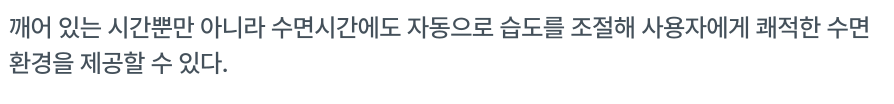 깨어 있는 시간뿐만 아니라 수면시간에도 자동으로 습도를 조절해 사용자에게 쾌적한 수면
환경을 제공할 수 있다.